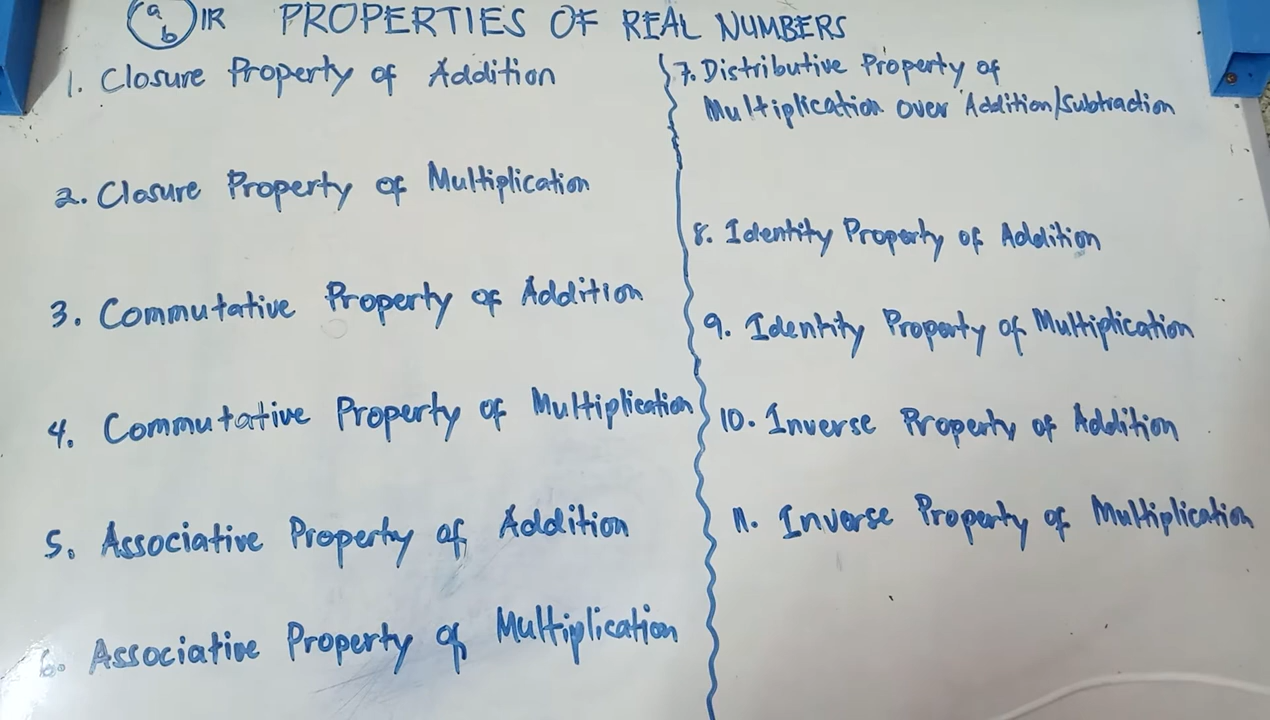 a b IR PROPERTIES OF REAL NUMBERS
1. Closure Property of Addition
2. Closure Property of Multiplication
3. Commutative Property of Addition
4. Commutative Property of Multiplication
5. Associative Property of Addition
6. Associative Property of Multiplication
7. Distributive Property of
Multiplication over Addition/Subtraction
8. Identity Property of Addition
9. Identity Property of Multiplication
10. Inverse Property of Addition
11. Inverse Property of Multiplication